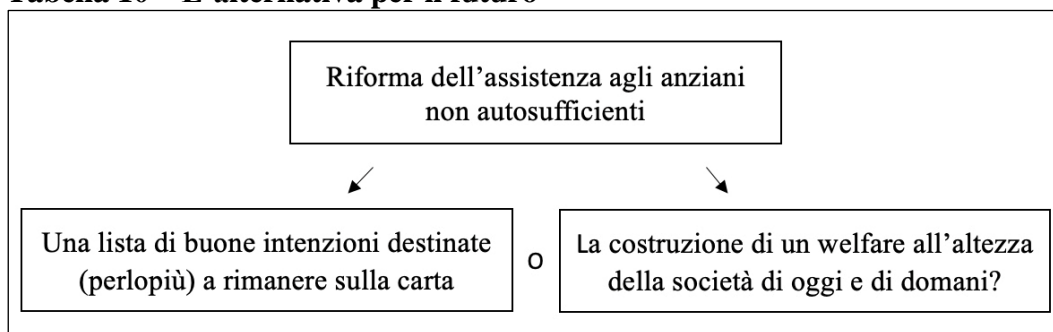 Riforma dell’assistenza agli anziani
non autosufficienti
Una lista di buone intenzioni destinate
(perlopiù) a rimanere sulla carta
o
La costruzione di un welfare all’altezza
della società di oggi e di domani?